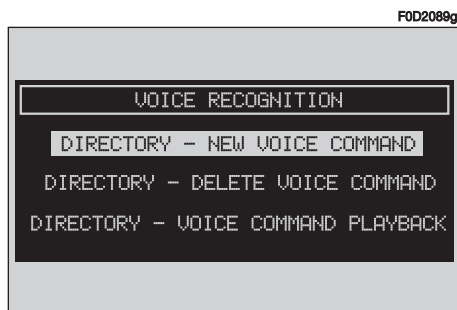 F0D2089g
VOICE RECOGNITION
DIRECTORY – NEW VOICE COMMAND
DIRECTORY – DELETE VOICE COMMAND
DIRECTORY – VOICE COMMAND PLAYBACK